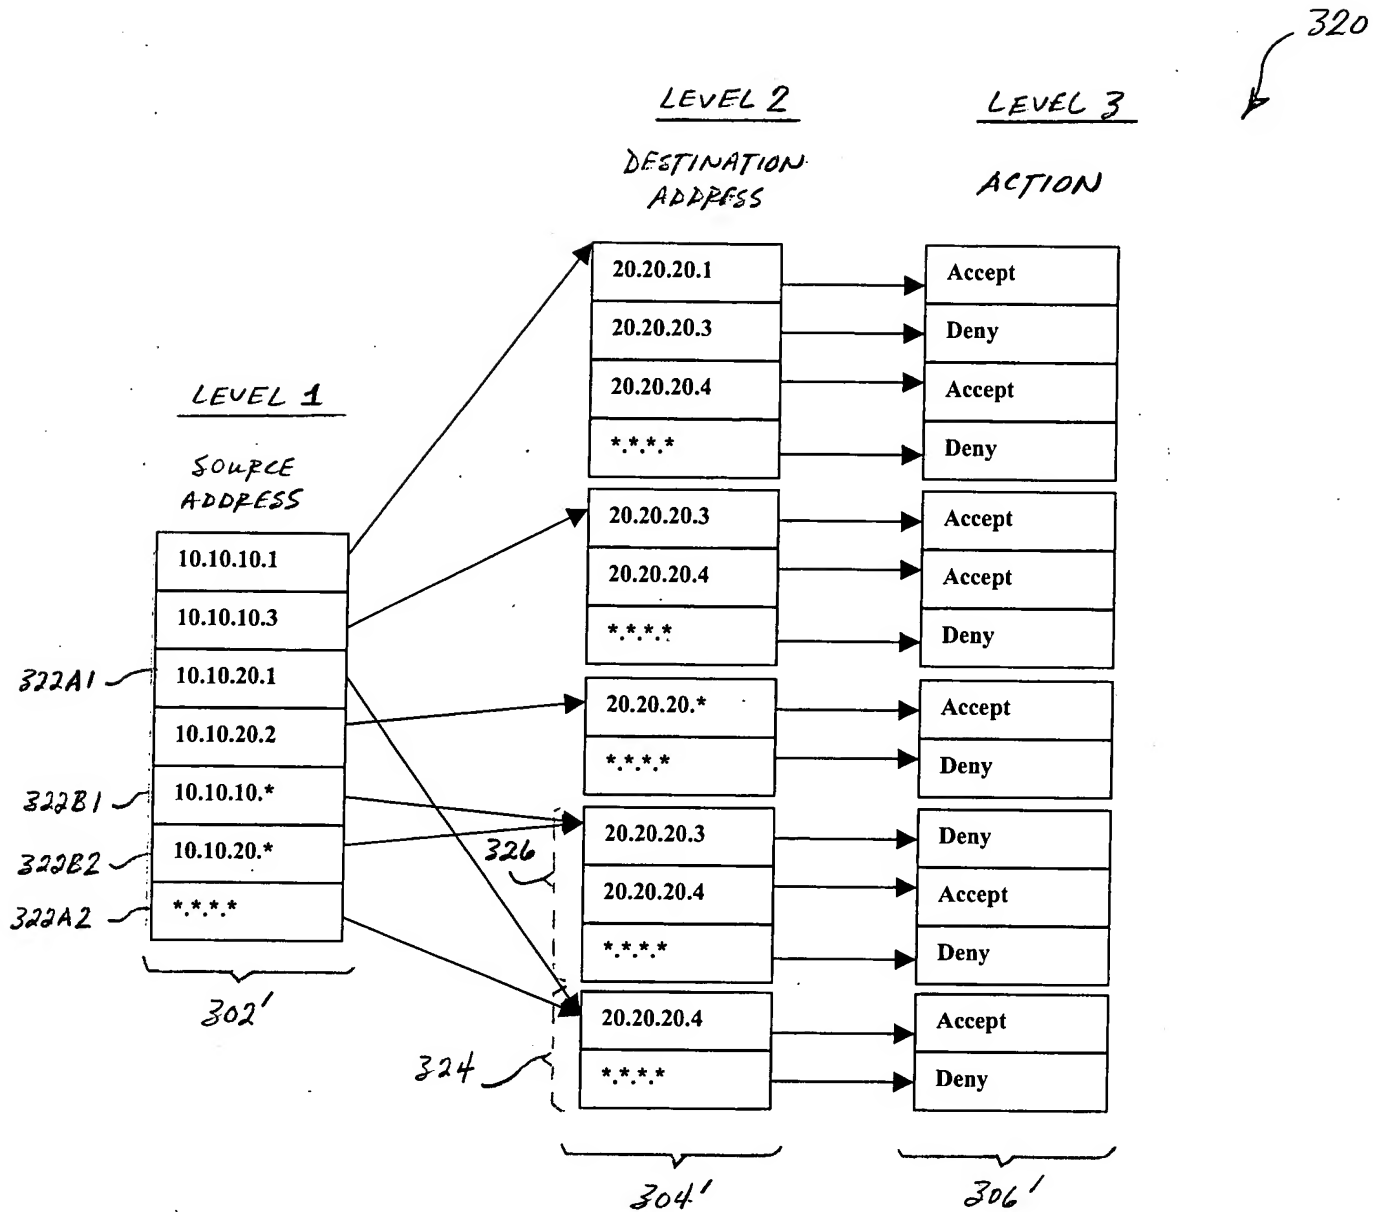 320
LEVEL 2
LEVEL 3
DESTINATION
ADDRESS
ACTION
20.20.20.1
Accept
20.20.20.3
Deny
20.20.20.4
Accept
*.*.*.*
Deny
LEVEL 1
SOURCE
ADDRESS
20.20.20.3
Accept
20.20.20.4
Accept
*.*.*.*
Deny
10.10.10.1
10.10.10.3
322A1
10.10.20.1
10.10.20.2
322B1
10.10.10.*
322B2
10.10.20.*
322A2
*.*.*.*
302'
20.20.20.*
Accept
*.*.*.*
Deny
326
20.20.20.3
Deny
20.20.20.4
Accept
*.*.*.*
Deny
324
20.20.20.4
Accept
*.*.*.*
Deny
304'
306'